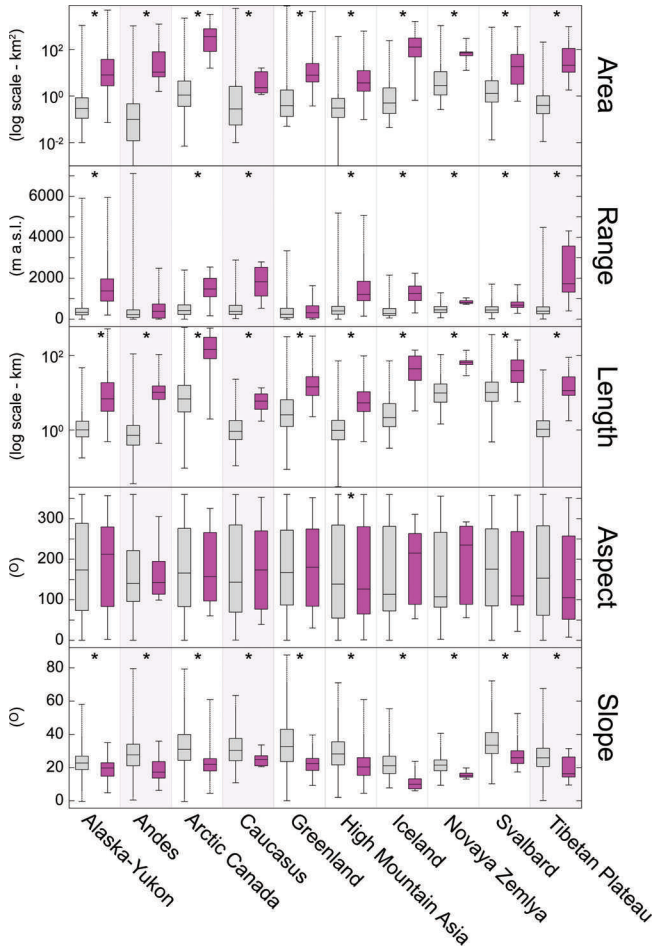 * * * * * * * * * *
10²
10⁰
10⁻²
(log scale - km²)
Area
* * * * * * * *
6000
4000
2000
0
(m a.s.l.)
Range
* * * * * * * * * *
10²
10⁰
(log scale - km)
Length
*
300
200
100
0
(O)
Aspect
* * * * * * * * * *
80
60
40
20
0
(O)
Slope
Alaska-Yukon
Andes
Arctic Canada
Caucasus
Greenland
High Mountain Asia
Iceland
Novaya Zemlya
Svalbard
Tibetan Plateau